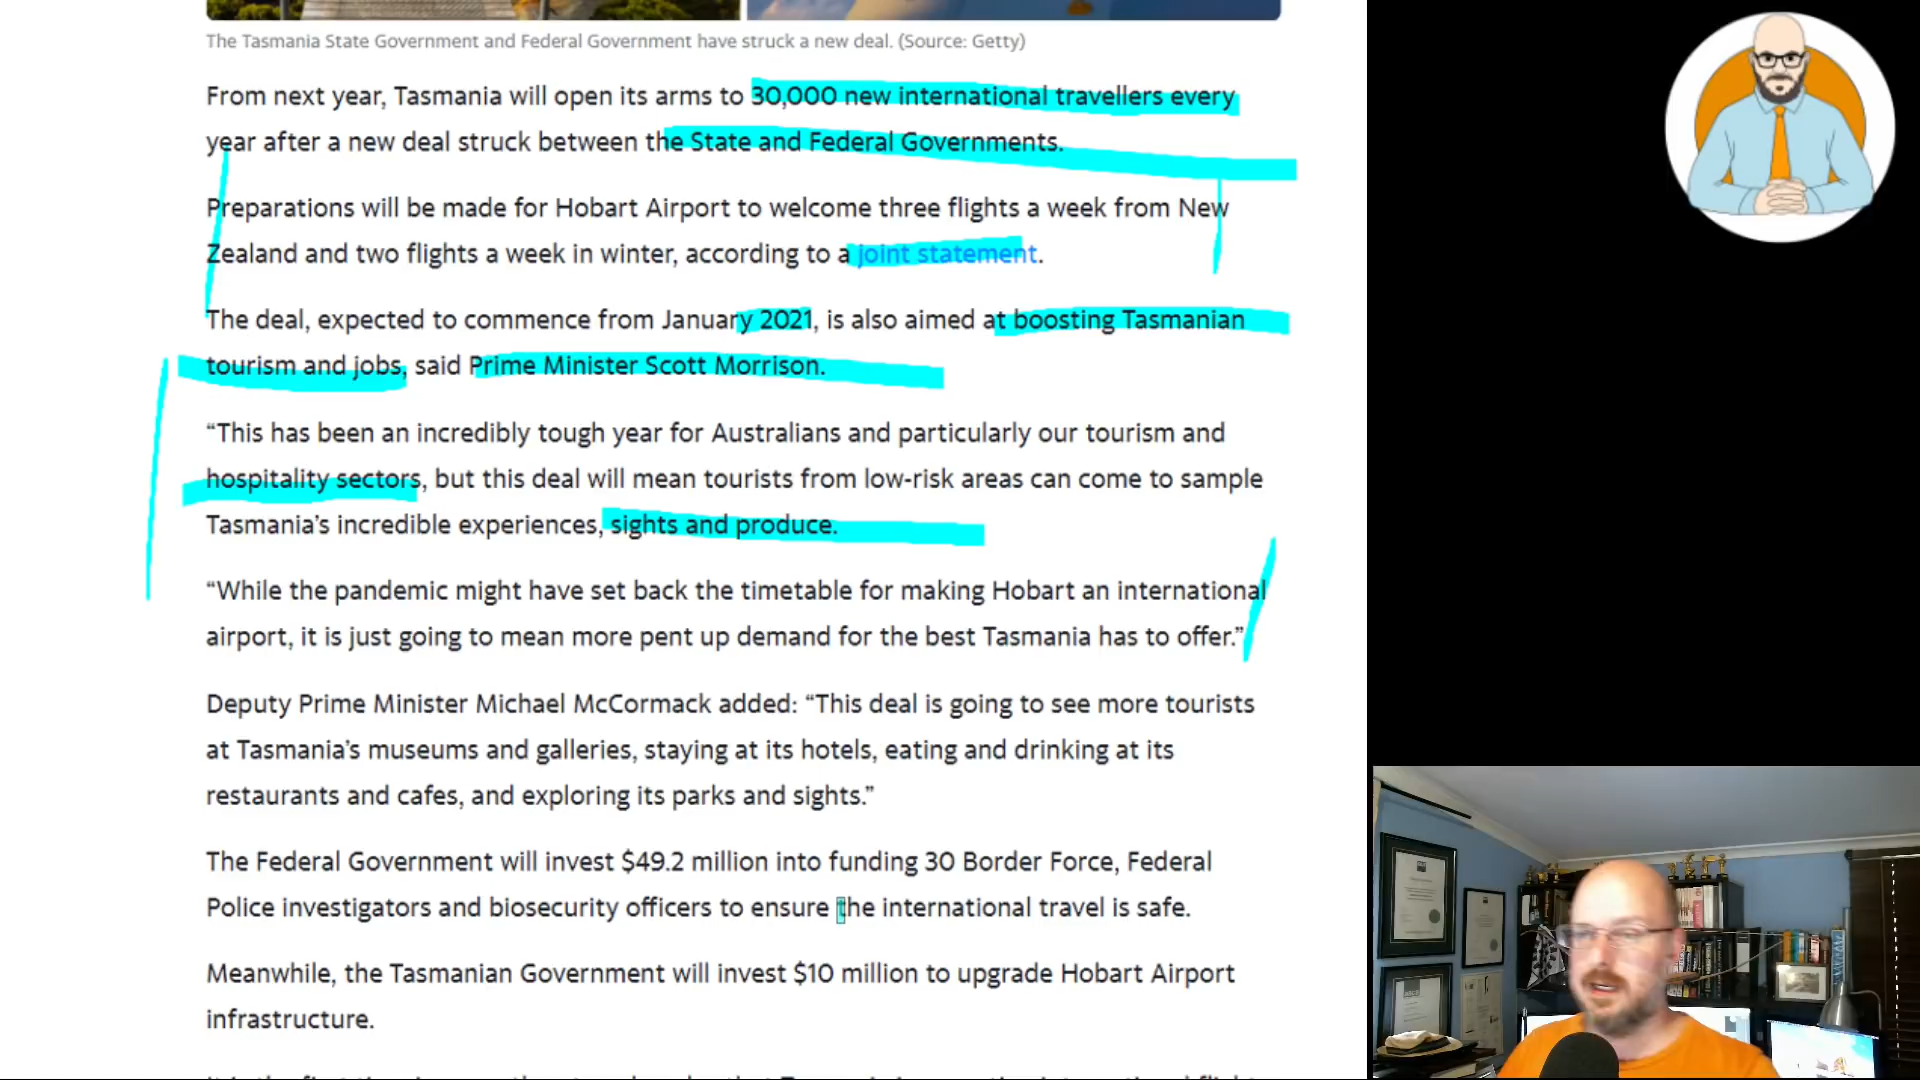 The Tasmania State Government and Federal Government have struck a new deal. (Source: Getty)
From next year, Tasmania will open its arms to 30,000 new international travellers every
year after a new deal struck between the State and Federal Governments.
Preparations will be made for Hobart Airport to welcome three flights a week from New
Zealand and two flights a week in winter, according to a joint statement.
The deal, expected to commence from January 2021, is also aimed at boosting Tasmanian
tourism and jobs, said Prime Minister Scott Morrison.
“This has been an incredibly tough year for Australians and particularly our tourism and
hospitality sectors, but this deal will mean tourists from low-risk areas can come to sample
Tasmania’s incredible experiences, sights and produce.
“While the pandemic might have set back the timetable for making Hobart an international
airport, it is just going to mean more pent up demand for the best Tasmania has to offer.”
Deputy Prime Minister Michael McCormack added: “This deal is going to see more tourists
at Tasmania’s museums and galleries, staying at its hotels, eating and drinking at its
restaurants and cafes, and exploring its parks and sights.”
The Federal Government will invest $49.2 million into funding 30 Border Force, Federal
Police investigators and biosecurity officers to ensure the international travel is safe.
Meanwhile, the Tasmanian Government will invest $10 million to upgrade Hobart Airport
infrastructure.